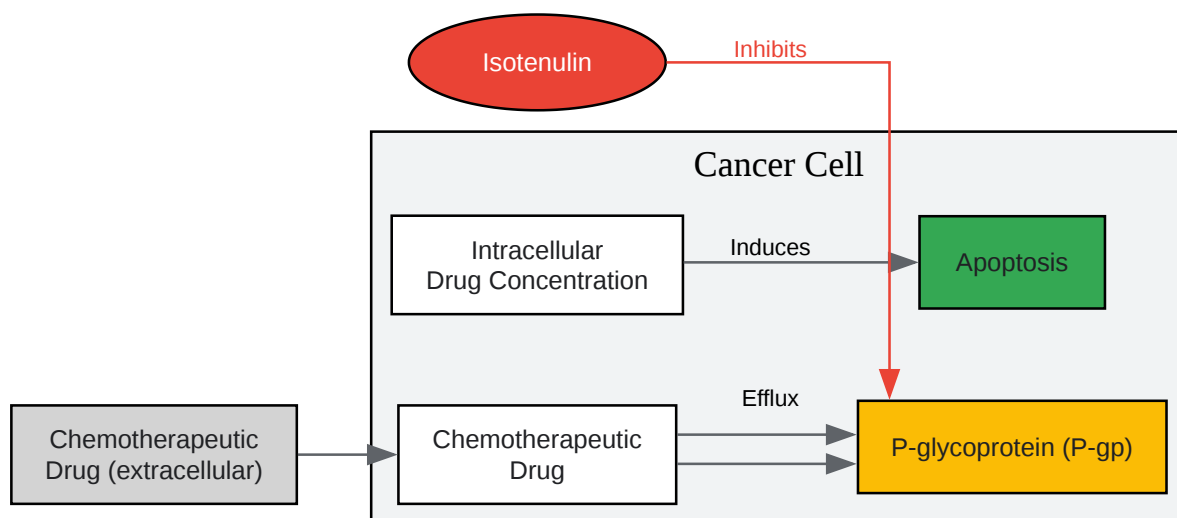 Isotenulin
Inhibits
Cancer Cell
Intracellular
Drug Concentration
Induces
Apoptosis
Chemotherapeutic
Drug (extracellular)
Chemotherapeutic
Drug
Efflux
P-glycoprotein (P-gp)